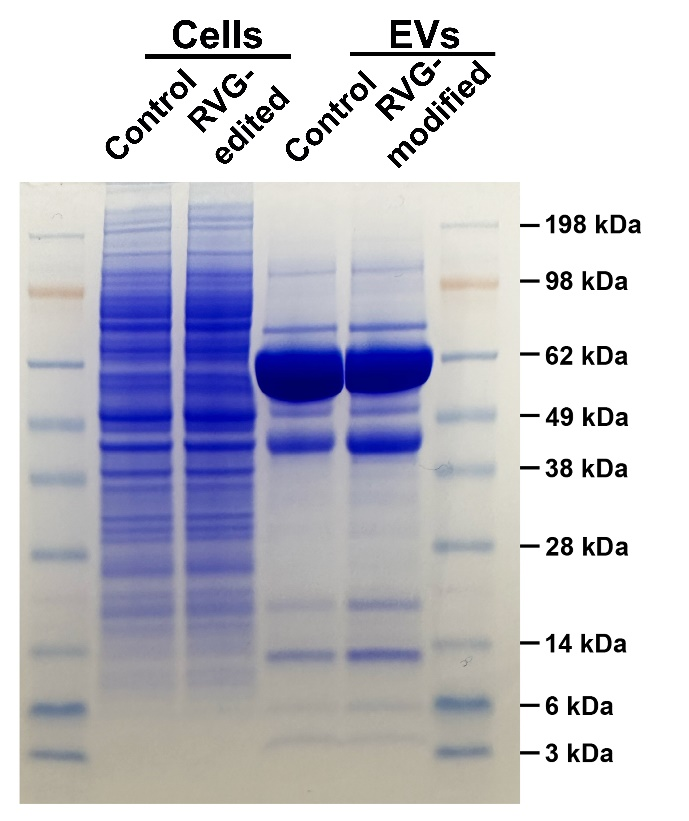 Cells
EVs
Control
RVG-
edited
Control
RVG-
modified
198 kDa
98 kDa
62 kDa
49 kDa
38 kDa
28 kDa
14 kDa
6 kDa
3 kDa